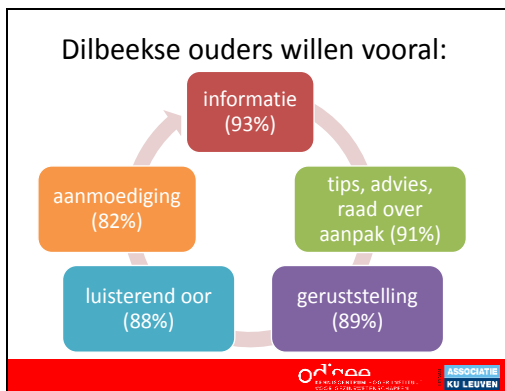 Dilbeekse ouders willen vooral:
informatie
(93%)
tips, advies,
raad over
aanpak (91%)
geruststelling
(89%)
luisterend oor
(88%)
aanmoediging
(82%)
odisee
ASSOCIATIE
KU LEUVEN